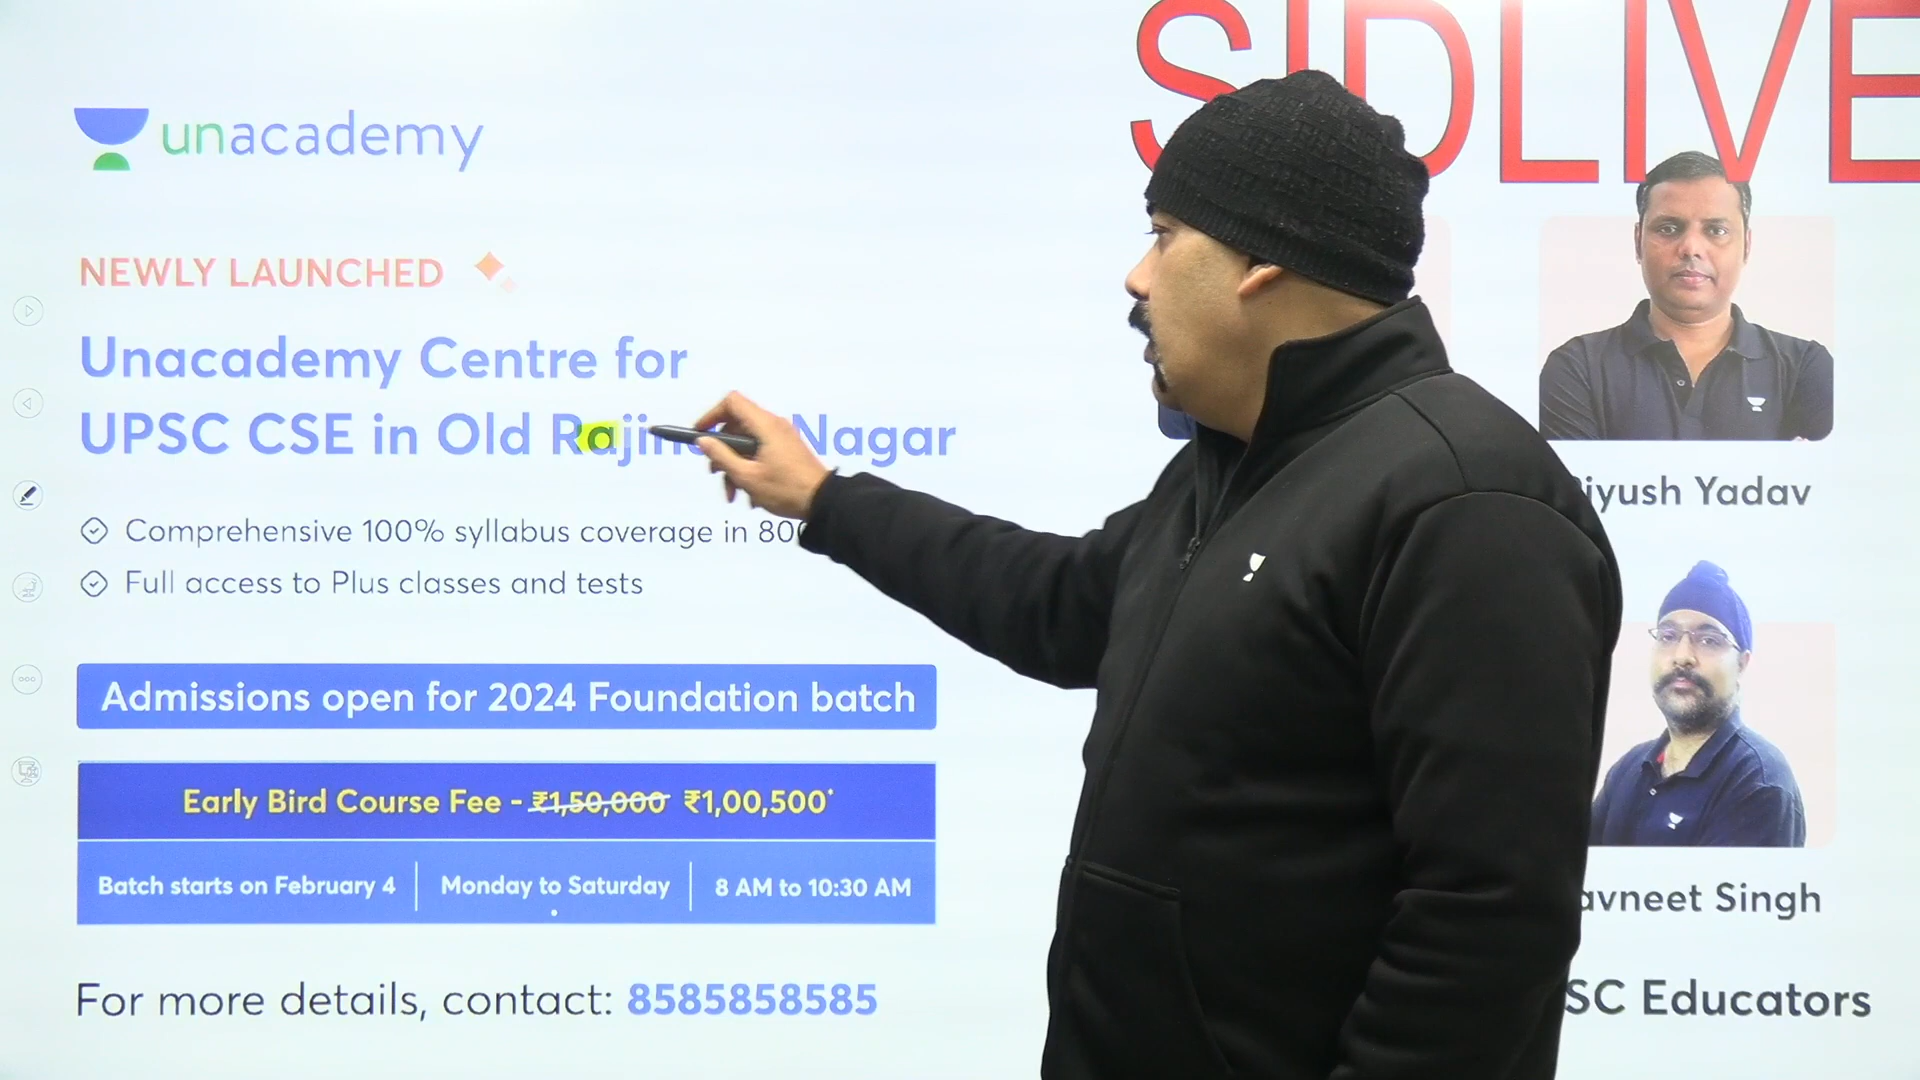 SIDLIVE
unacademy
NEWLY LAUNCHED
Unacademy Centre for
UPSC CSE in Old Nagar
Comprehensive 100% syllabus coverage in
Full access to Plus classes and tests
Admissions open for 2024 Foundation batch
Early Bird Course Fee - ₹1,50,000 ₹1,00,500*
Batch starts on February 4
Monday to Saturday
8 AM to 10:30 AM
For more details, contact: 8585858585
Yadav
Singh
Educators